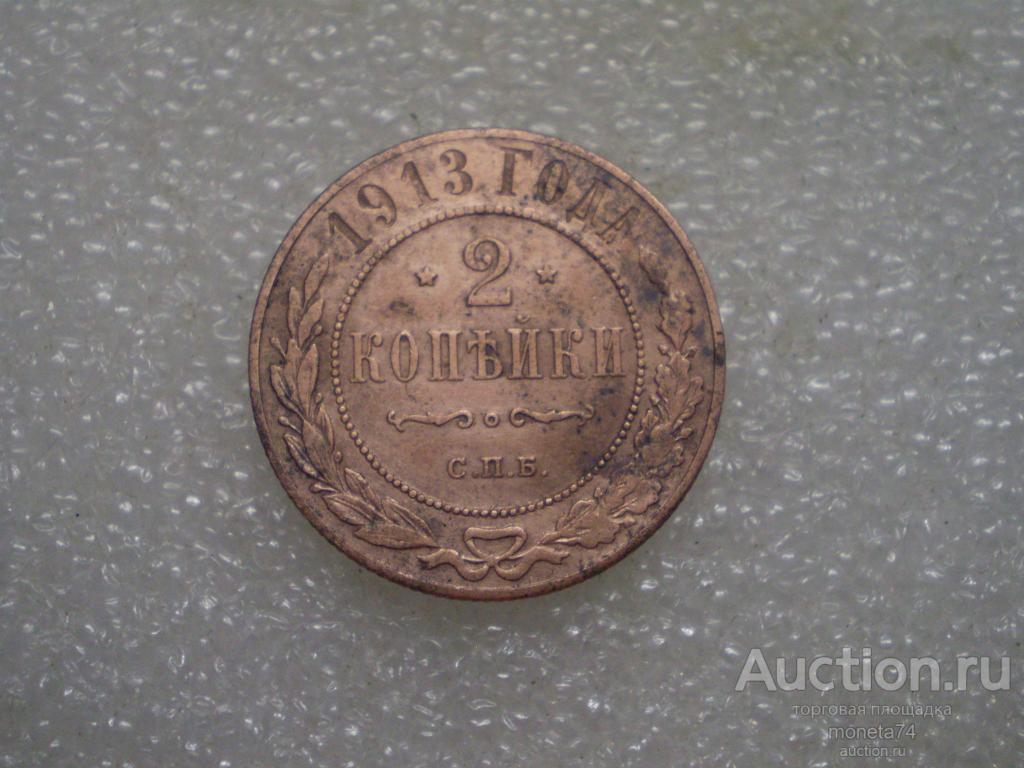 1913 ГОДА
2
КОПѢЙКИ
С.П.Б.
Auction.ru
торговая площадка
moneta74
auction.ru